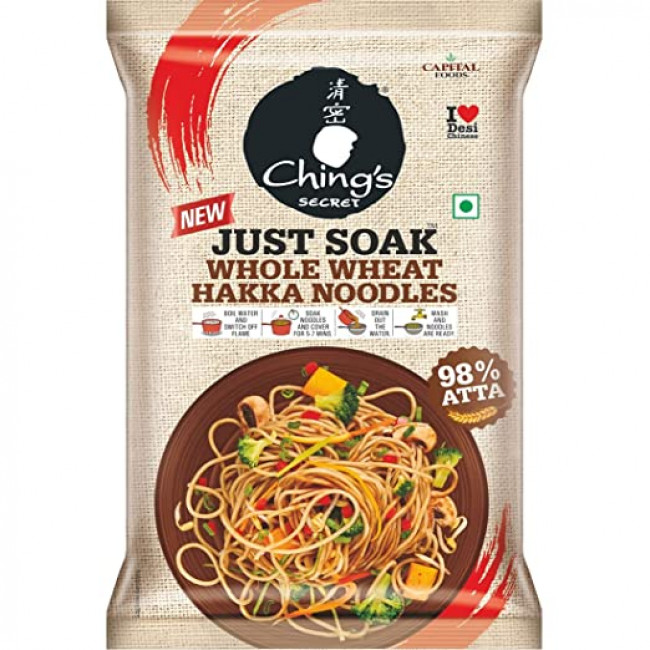 CAPITAL
FOODS
I ❤
Desi
Chinese
清
密
Ching's
SECRET
NEW
JUST SOAK™
WHOLE WHEAT
HAKKA NOODLES
BOIL WATER
AND
SWITCH OFF
FLAME
SOAK
NOODLES
AND COVER
FOR 5-7 MINS
DRAIN
OUT
THE
WATER
WASH
AND
NOODLES
ARE READY
98%
ATTA